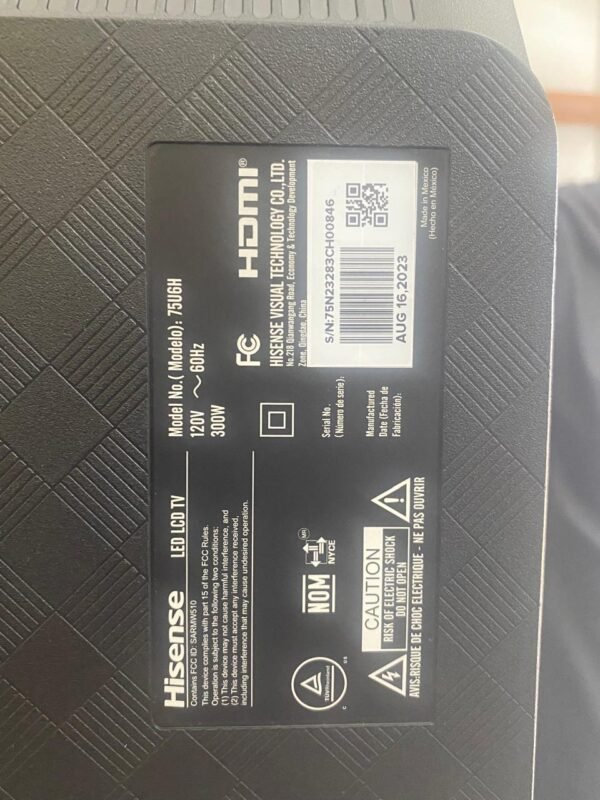 Hisense LED LCD TV
Contains FCC ID: SARMW510
This device complies with part 15 of the FCC Rules.
Operation is subject to the following two conditions:
(1) This device may not cause harmful interference, and
(2) This device must accept any interference received,
including interference that may cause undesired operation.
Model No.( Modelo): 75U6H
120V ~ 60Hz
300W
FC HDMI®
HISENSE VISUAL TECHNOLOGY CO.,LTD.
No.218 Qianwangang Road, Economy & Technology Development
Zone, Qingdao, China
C TÜVRheinland US
NOM NYCE MR
CAUTION
RISK OF ELECTRIC SHOCK
DO NOT OPEN
AVIS:RISQUE DE CHOC ELECTRIQUE - NE PAS OUVRIR
Serial No.
(Número de serie):
S/N:75N23283CH00846
Manufactured
Date (Fecha de
Fabricación):
AUG 16,2023
Made in Mexico
(Hecho en México)